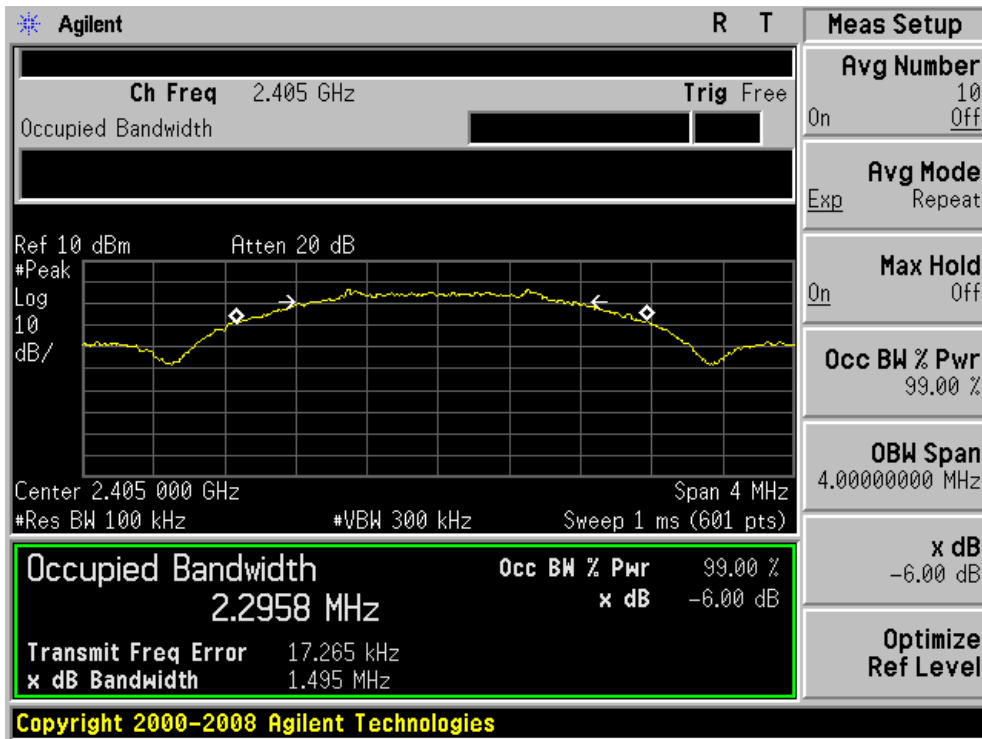 Agilent R T
Ch Freq 2.405 GHz Trig Free
Occupied Bandwidth
Ref 10 dBm Atten 20 dB
#Peak
Log
10
dB/
Center 2.405 000 GHz Span 4 MHz
#Res BW 100 kHz #VBW 300 kHz Sweep 1 ms (601 pts)
Occupied Bandwidth Occ BW % Pwr 99.00 %
2.2958 MHz x dB -6.00 dB
Transmit Freq Error 17.265 kHz
x dB Bandwidth 1.495 MHz
Copyright 2000-2008 Agilent Technologies
Meas Setup
Avg Number
10
On Off
Avg Mode
Exp Repeat
Max Hold
On Off
Occ BW % Pwr
99.00 %
OBW Span
4.00000000 MHz
x dB
-6.00 dB
Optimize
Ref Level